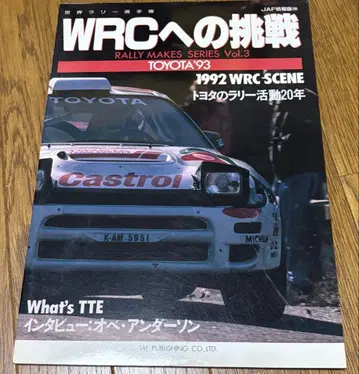 世界ラリー選手権
JAF情報版
WRCへの挑戦
RALLY MAKES SERIES Vol.3
TOYOTA'93
1992 WRC-SCENE
トヨタのラリー活動20年
TOYOTA
Castrol
K-AM 5951
MICHELIN
What's TTE
インタビュー:オベ・アンダーソン
JAF PUBLISHING CO., LTD.